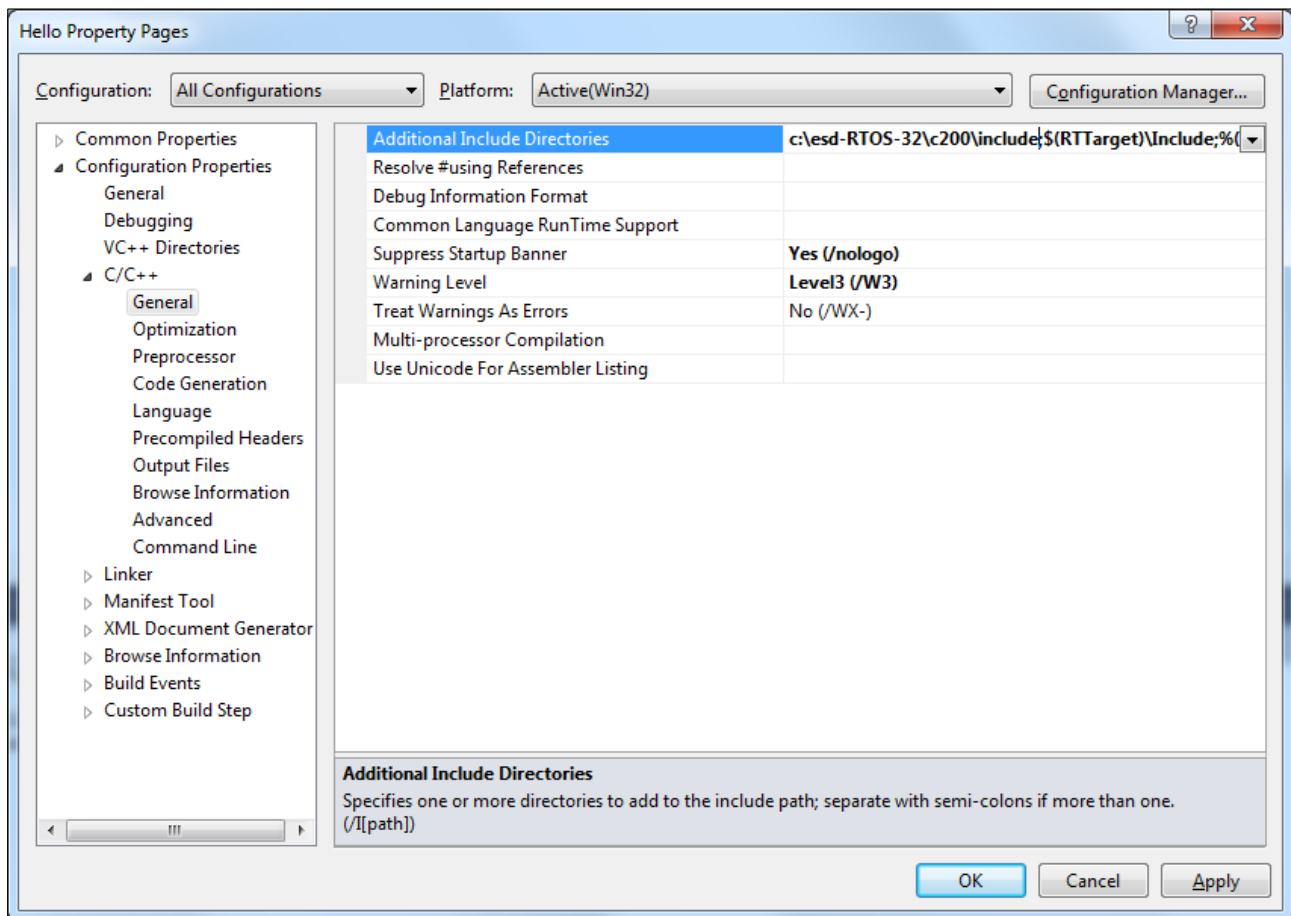 Hello Property Pages
Configuration: All Configurations Platform: Active(Win32) Configuration Manager...
Common Properties
Configuration Properties
General
Debugging
VC++ Directories
C/C++
General
Optimization
Preprocessor
Code Generation
Language
Precompiled Headers
Output Files
Browse Information
Advanced
Command Line
Linker
Manifest Tool
XML Document Generator
Browse Information
Build Events
Custom Build Step
Additional Include Directories c:\esd-RTOS-32\c200\include;$(RTTarget)\Include;%(
Resolve #using References
Debug Information Format
Common Language RunTime Support
Suppress Startup Banner Yes (/nologo)
Warning Level Level3 (/W3)
Treat Warnings As Errors No (/WX-)
Multi-processor Compilation
Use Unicode For Assembler Listing
Additional Include Directories
Specifies one or more directories to add to the include path; separate with semi-colons if more than one.
(/I[path])
OK Cancel Apply